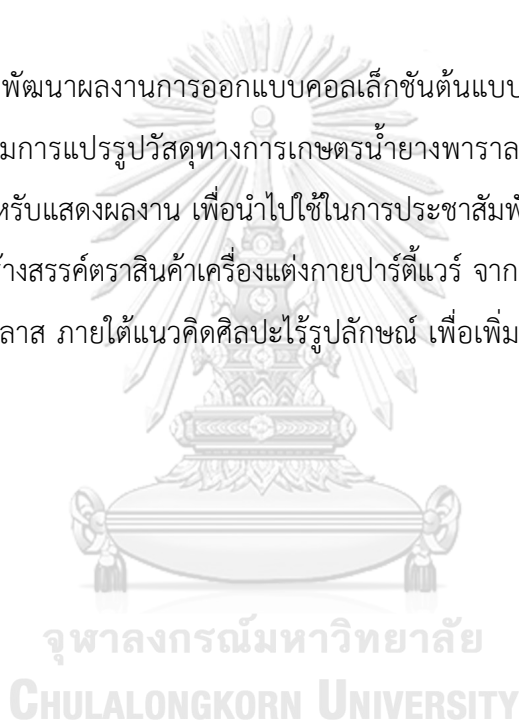 พัฒนาผลงานการออกแบบคอลเล็กชันต้นแบบ
มการแปรรูปวัสดุทางการเกษตรน้ำยางพาราล
หรับแสดงผลงาน เพื่อนำไปใช้ในการประชาสัมพั
ร้างสรรค์ตราสินค้าเครื่องแต่งกายปาร์ตี้แวร์ จาก
ลาส ภายใต้แนวคิดศิลปะไร้รูปลักษณ์ เพื่อเพิ่ม
จุฬาลงกรณ์มหาวิทยาลัย
CHULALONGKORN UNIVERSITY